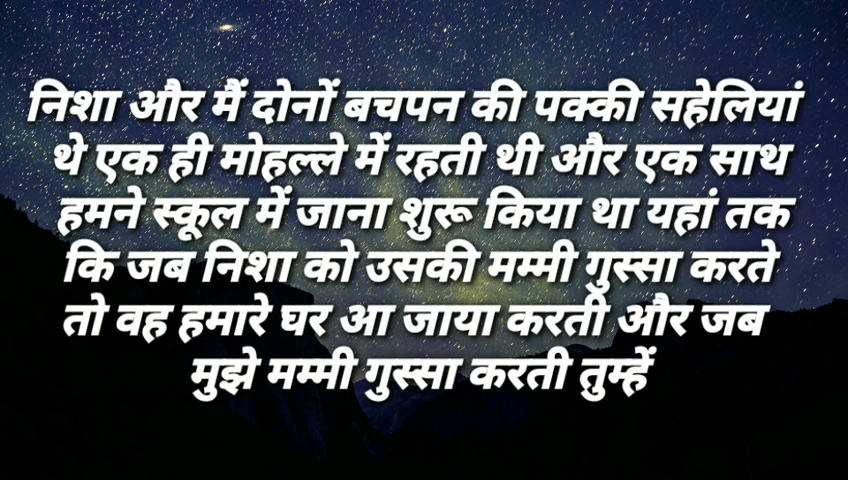 निशा और मैं दोनों बचपन की पक्की सहेलियां
थे एक ही मोहल्ले में रहती थी और एक साथ
हमने स्कूल में जाना शुरू किया था यहां तक
कि जब निशा को उसकी मम्मी गुस्सा करते
तो वह हमारे घर आ जाया करती और जब
मुझे मम्मी गुस्सा करती तुम्हें